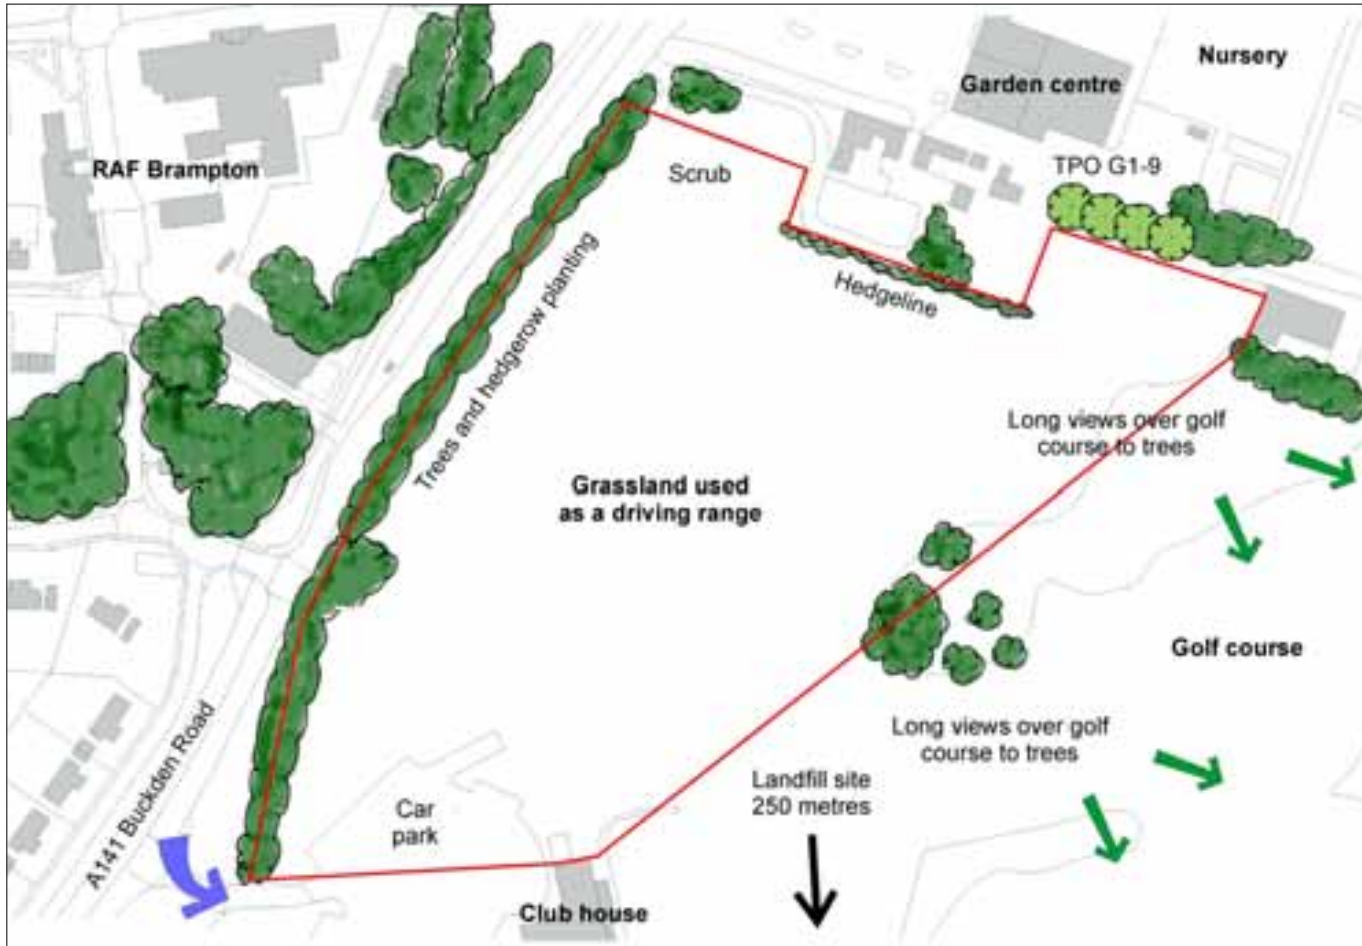 Nursery
Garden centre
RAF Brampton
TPO G1-9
Scrub
Hedgeline
Trees and hedgerow planting
Long views over golf
course to trees
Grassland used
as a driving range
Golf course
Long views over golf
course to trees
Landfill site
250 metres
A141 Buckden Road
Car
park
Club house